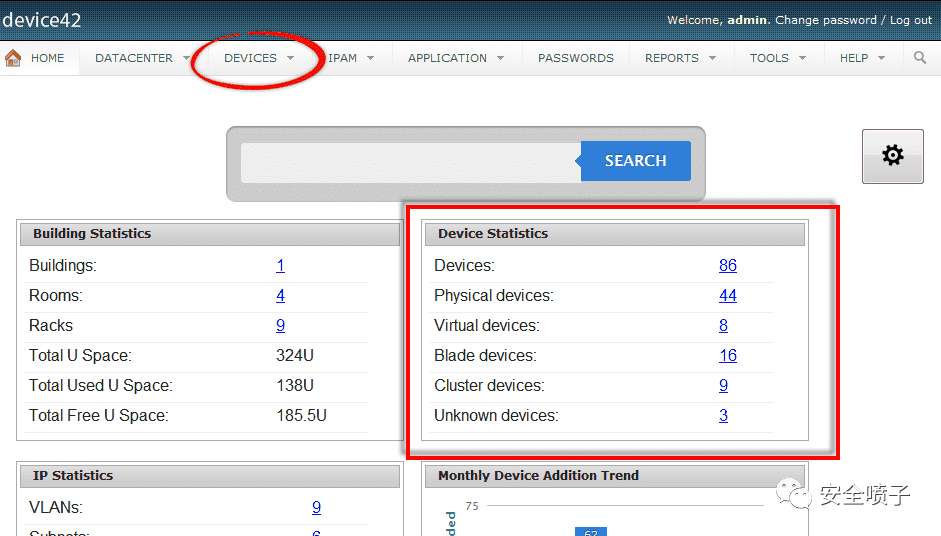 device42
Welcome, admin. Change password / Log out
HOME DATACENTER DEVICES IPAM APPLICATION PASSWORDS REPORTS TOOLS HELP
SEARCH
Building Statistics
Buildings: 1
Rooms: 4
Racks 9
Total U Space: 324U
Total Used U Space: 138U
Total Free U Space: 185.5U
Device Statistics
Devices: 86
Physical devices: 44
Virtual devices: 8
Blade devices: 16
Cluster devices: 9
Unknown devices: 3
IP Statistics
VLANs: 9
Subnets: 6
Monthly Device Addition Trend
75
62
安全喷子